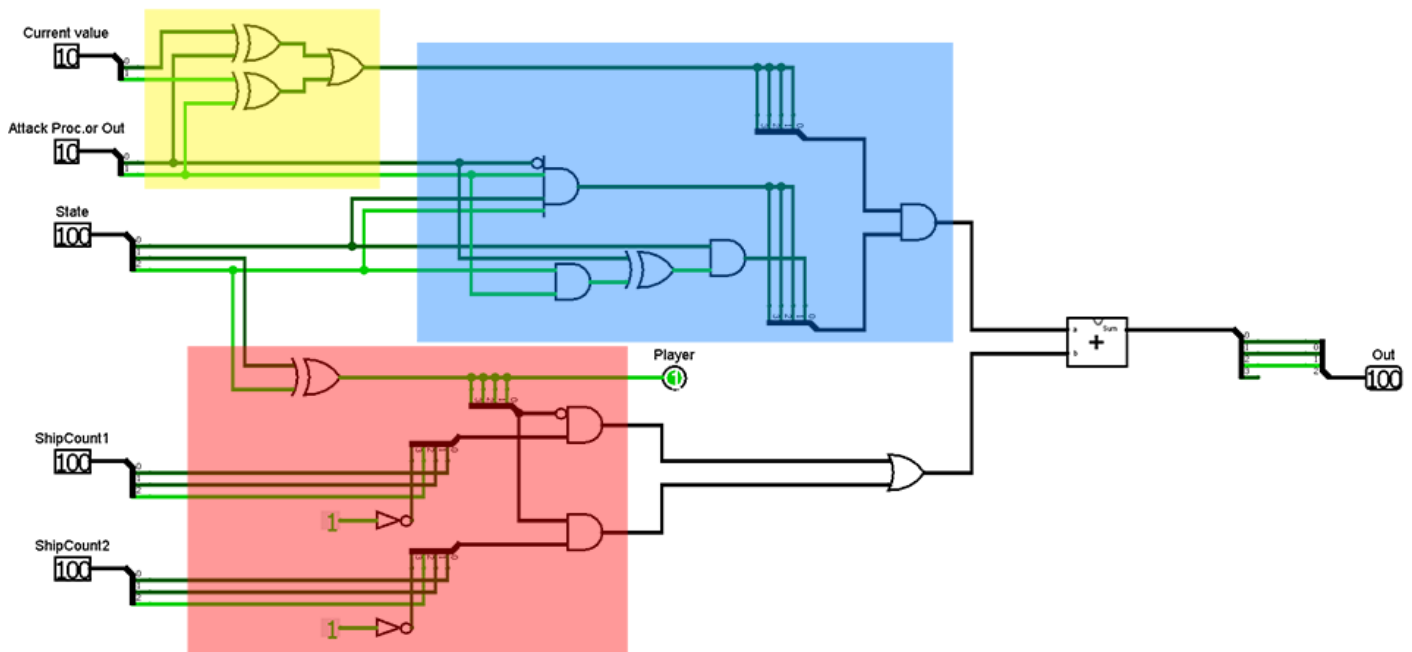 Current value
10
Attack Proc.or Out
10
State
100
Player
1
a
b
Sum
+
Out
100
ShipCount1
100
1
ShipCount2
100
1